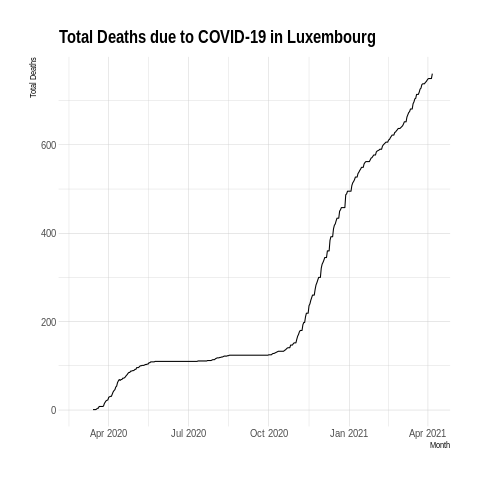 Total Deaths due to COVID-19 in Luxembourg
Total Deaths
600
400
200
0
Apr 2020 Jul 2020 Oct 2020 Jan 2021 Apr 2021
Month